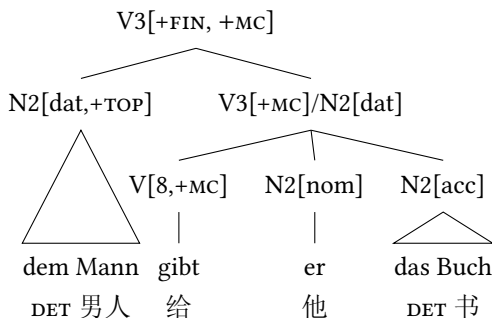 V3[+FIN, +MC]
N2[dat,+TOP] V3[+MC]/N2[dat]
V[8,+MC] N2[nom] N2[acc]
dem Mann gibt er das Buch
DET 男人 给 他 DET 书